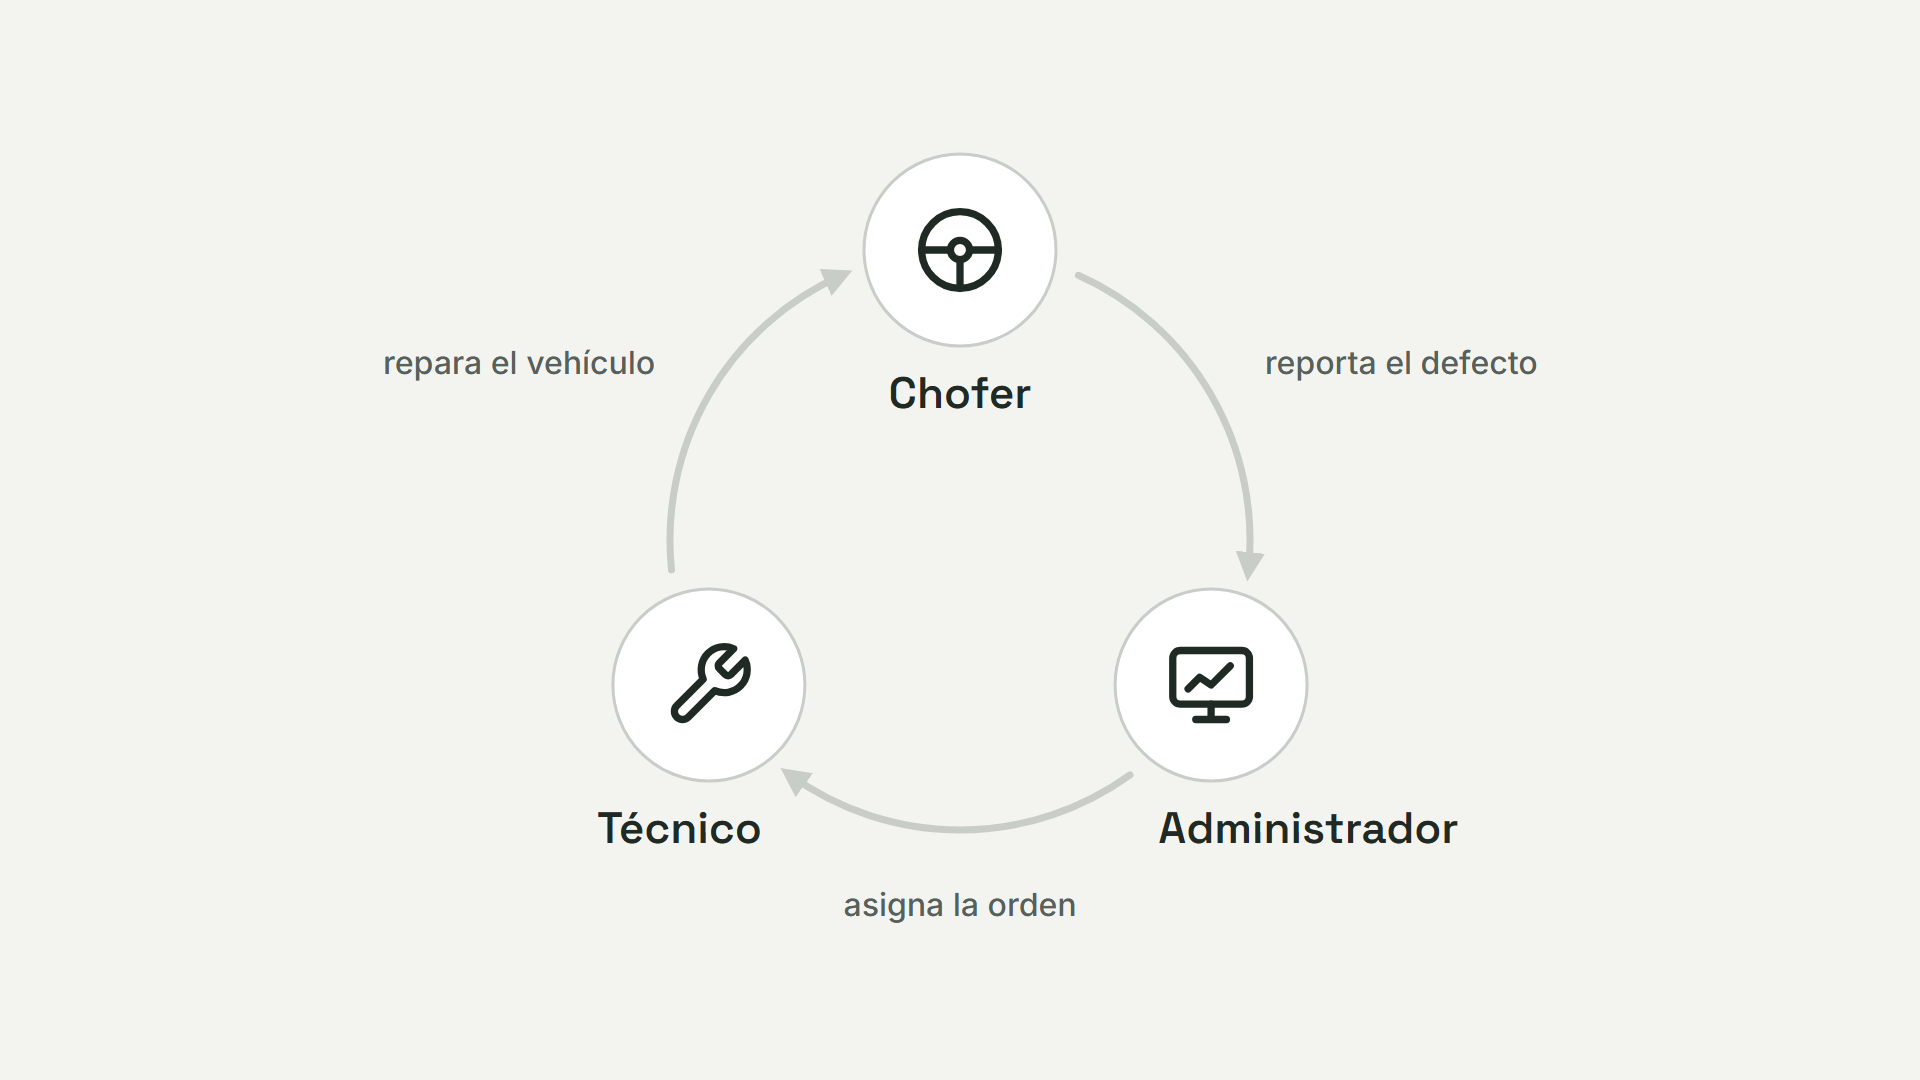 repara el vehículo
reporta el defecto
Chofer
Técnico
Administrador
asigna la orden